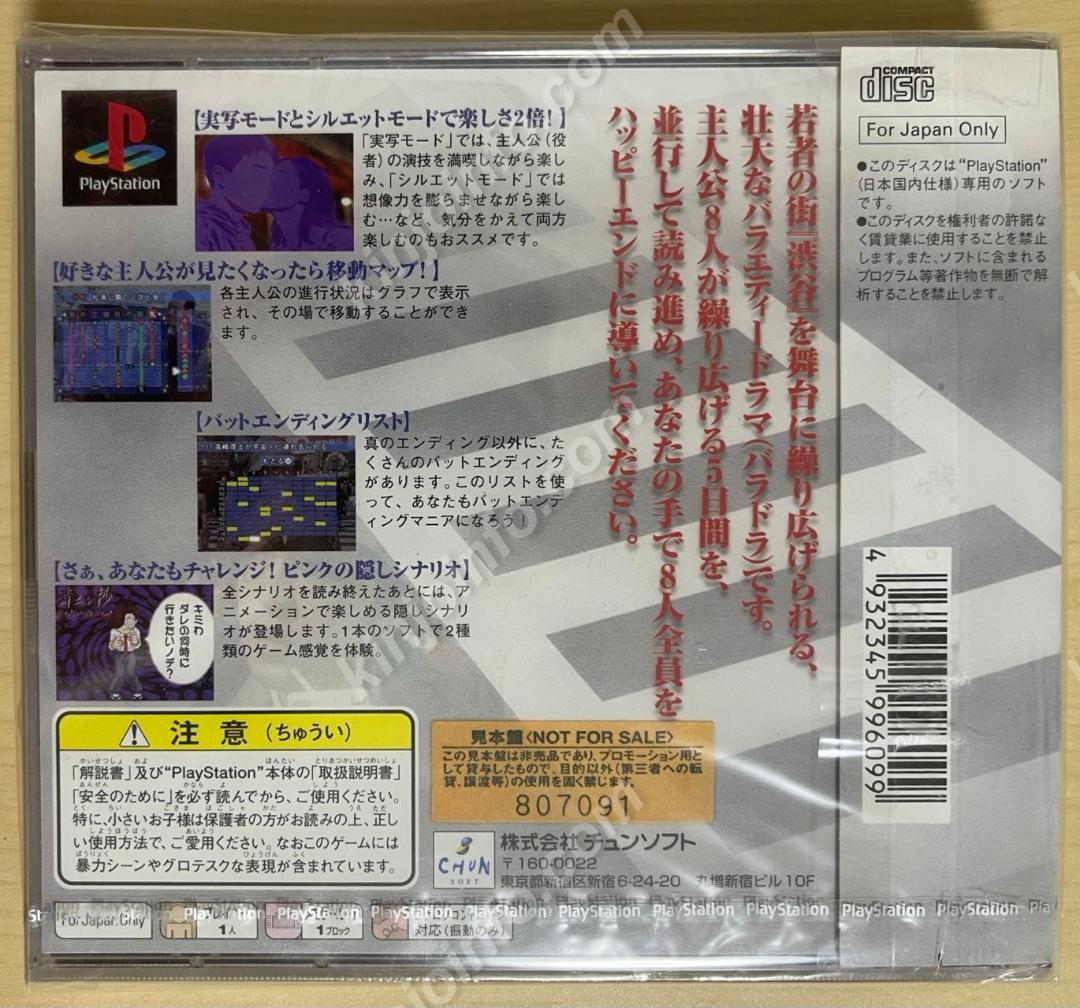 PlayStation
【実写モードとシルエットモードで楽しさ2倍!】
「実写モード」では、主人公(役
者)の演技を満喫しながら楽し
み、「シルエットモード」では
想像力を膨らませながら楽し
む…など、気分をかえて両方
楽しむのもおススメです。
【好きな主人公が見たくなったら移動マップ!】
各主人公の進行状況はグラフで表示
され、その場で移動することができ
ます。
【バットエンディングリスト】
真のエンディング以外に、た
くさんのバットエンディング
があります。このリストを使
って、あなたもバットエンデ
ィングマニアになろう!
【さぁ、あなたもチャレンジ!ピンクの隠しシナリオ】
キミわ
ダレの何時に
行きたいノデ?
全シナリオを読み終えたあとには、ア
ニメーションで楽しめる隠しシナリ
オが登場します。1本のソフトで2種
類のゲーム感覚を体験。
若者の街『渋谷』を舞台に繰り広げられる、
壮大なバラエティードラマ(バラドラ)です。
主人公8人が繰り広げる5日間を、
並行して読み進め、あなたの手で8人全員を
ハッピーエンドに導いてください。
COMPACT
disc
For Japan Only
●このディスクは“PlayStation”
(日本国内仕様)専用のソフト
です。
●このディスクを権利者の許諾な
く賃貸業に使用することを禁止
します。また、ソフトに含まれる
プログラム等著作物を無断で解
析することを禁止します。
4 932345 996099
注意(ちゅうい)
「解説書」及び“PlayStation”本体の「取扱説明書」
「安全のために」を必ず読んでから、ご使用ください。
特に、小さいお子様は保護者の方がお読みの上、正し
い使用方法で、ご愛用ください。なおこのゲームには
暴力シーンやグロテスクな表現が含まれています。
見本盤〈NOT FOR SALE〉
この見本盤は非売品であり、プロモーション用と
して貸与したもので、目的以外(第三者への転
貸、譲渡等)の使用を固く禁じます。
807091
CHUN
SOFT
株式会社 チュンソフト
〒160-0022
東京都新宿区新宿6-24-20 丸増新宿ビル10F
For Japan Only
プレイ
1人
1ブロック
対応(振動のみ)
PlayStation PlayStation PlayStation PlayStation PlayStation PlayStation PlayStation PlayStation PlayStation